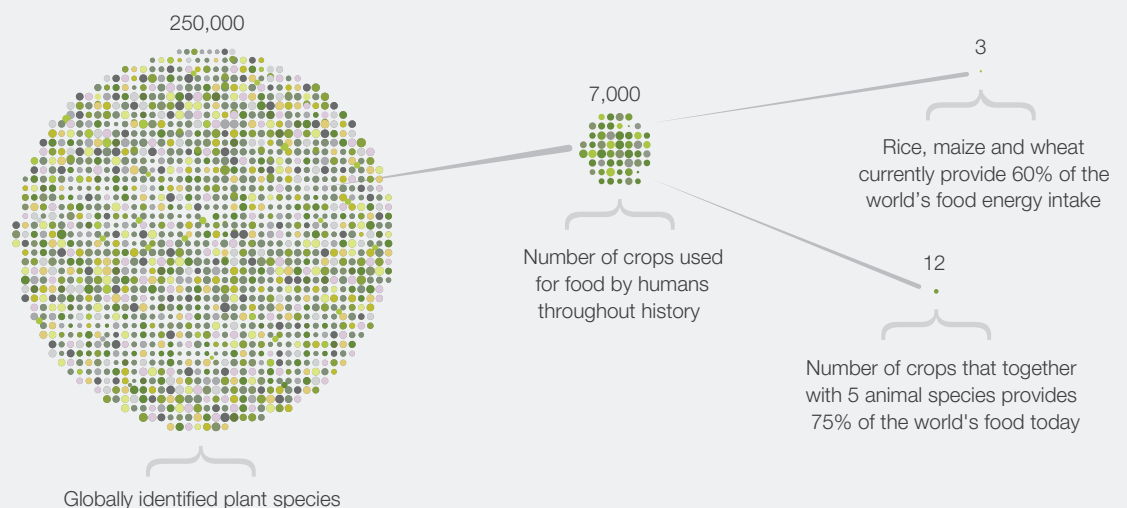 250,000
Globally identified plant species
7,000
Number of crops used
for food by humans
throughout history
3
Rice, maize and wheat
currently provide 60% of the
world’s food energy intake
12
Number of crops that together
with 5 animal species provides
75% of the world's food today